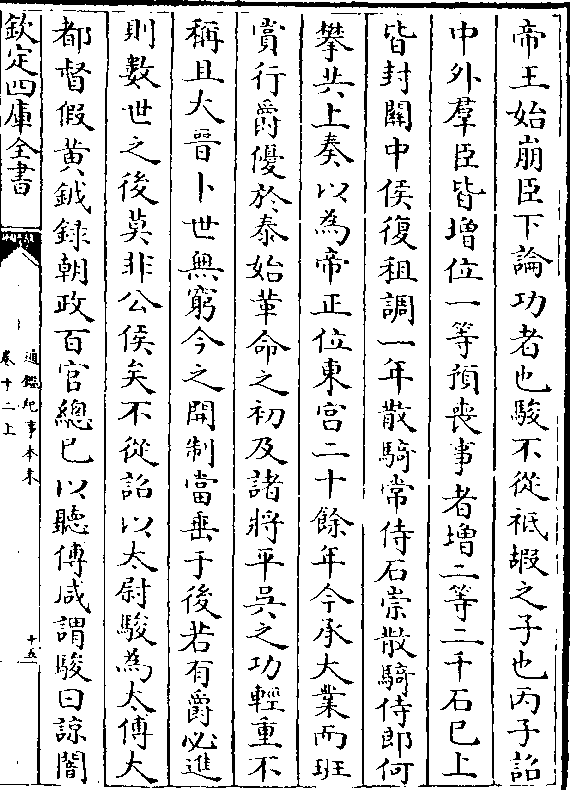 帝王始崩臣下論功者也駿不從祗嘏之子也丙子詔
中外羣臣皆增位一等預喪事者增二等二千石已上
皆封關中侯復租調一年散騎常侍石崇散騎侍郎何
攀共上奏以為帝正位東宮二十餘年今承大業而班
賞行爵優於泰始革命之初及諸將平吳之功輕重不
稱且大晉卜世無窮今之開制當垂于後若有爵必進
則數世之後莫非公侯矣不從詔以太尉駿為太傅大
都督假黃鉞録朝政百官總已以聽傅咸謂駿曰諒闇
欽定四庫全書
通鑑紀事本末
卷十二上
十五